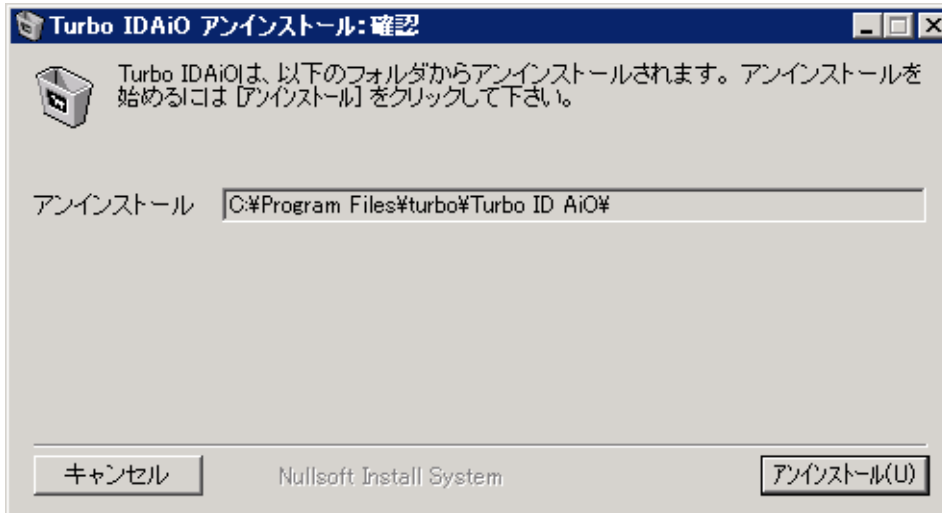 Turbo IDAiO アンインストール：確認
Turbo IDAiOは、以下のフォルダからアンインストールされます。アンインストールを
始めるには [ｱﾝｲﾝｽﾄｰﾙ] をクリックして下さい。
アンインストール C:¥Program Files¥turbo¥Turbo ID AiO¥
キャンセル Nullsoft Install System ｱﾝｲﾝｽﾄｰﾙ(U)